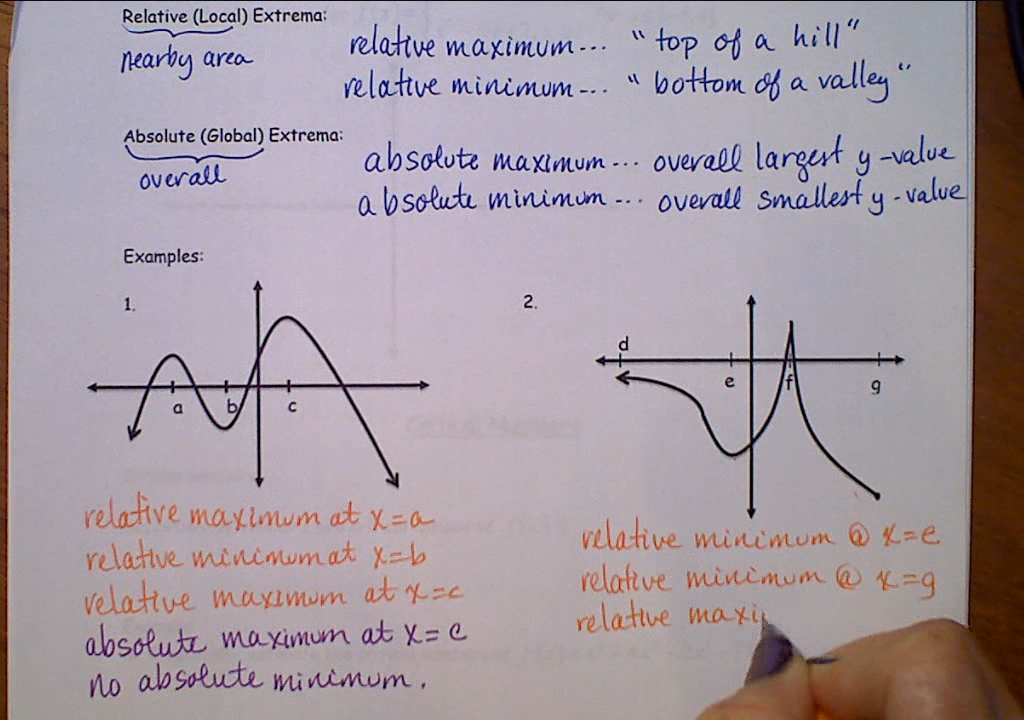 Relative (Local) Extrema:
nearby area
relative maximum... "top of a hill"
relative minimum... "bottom of a valley"
Absolute (Global) Extrema:
overall
absolute maximum... overall largest y-value
absolute minimum... overall smallest y-value
Examples:
1.
a b c
relative maximum at x=a
relative minimum at x=b
relative maximum at x=c
absolute maximum at x=c
no absolute minimum.
2.
d
e f g
relative minimum @ x=e
relative minimum @ x=g
relative maxi